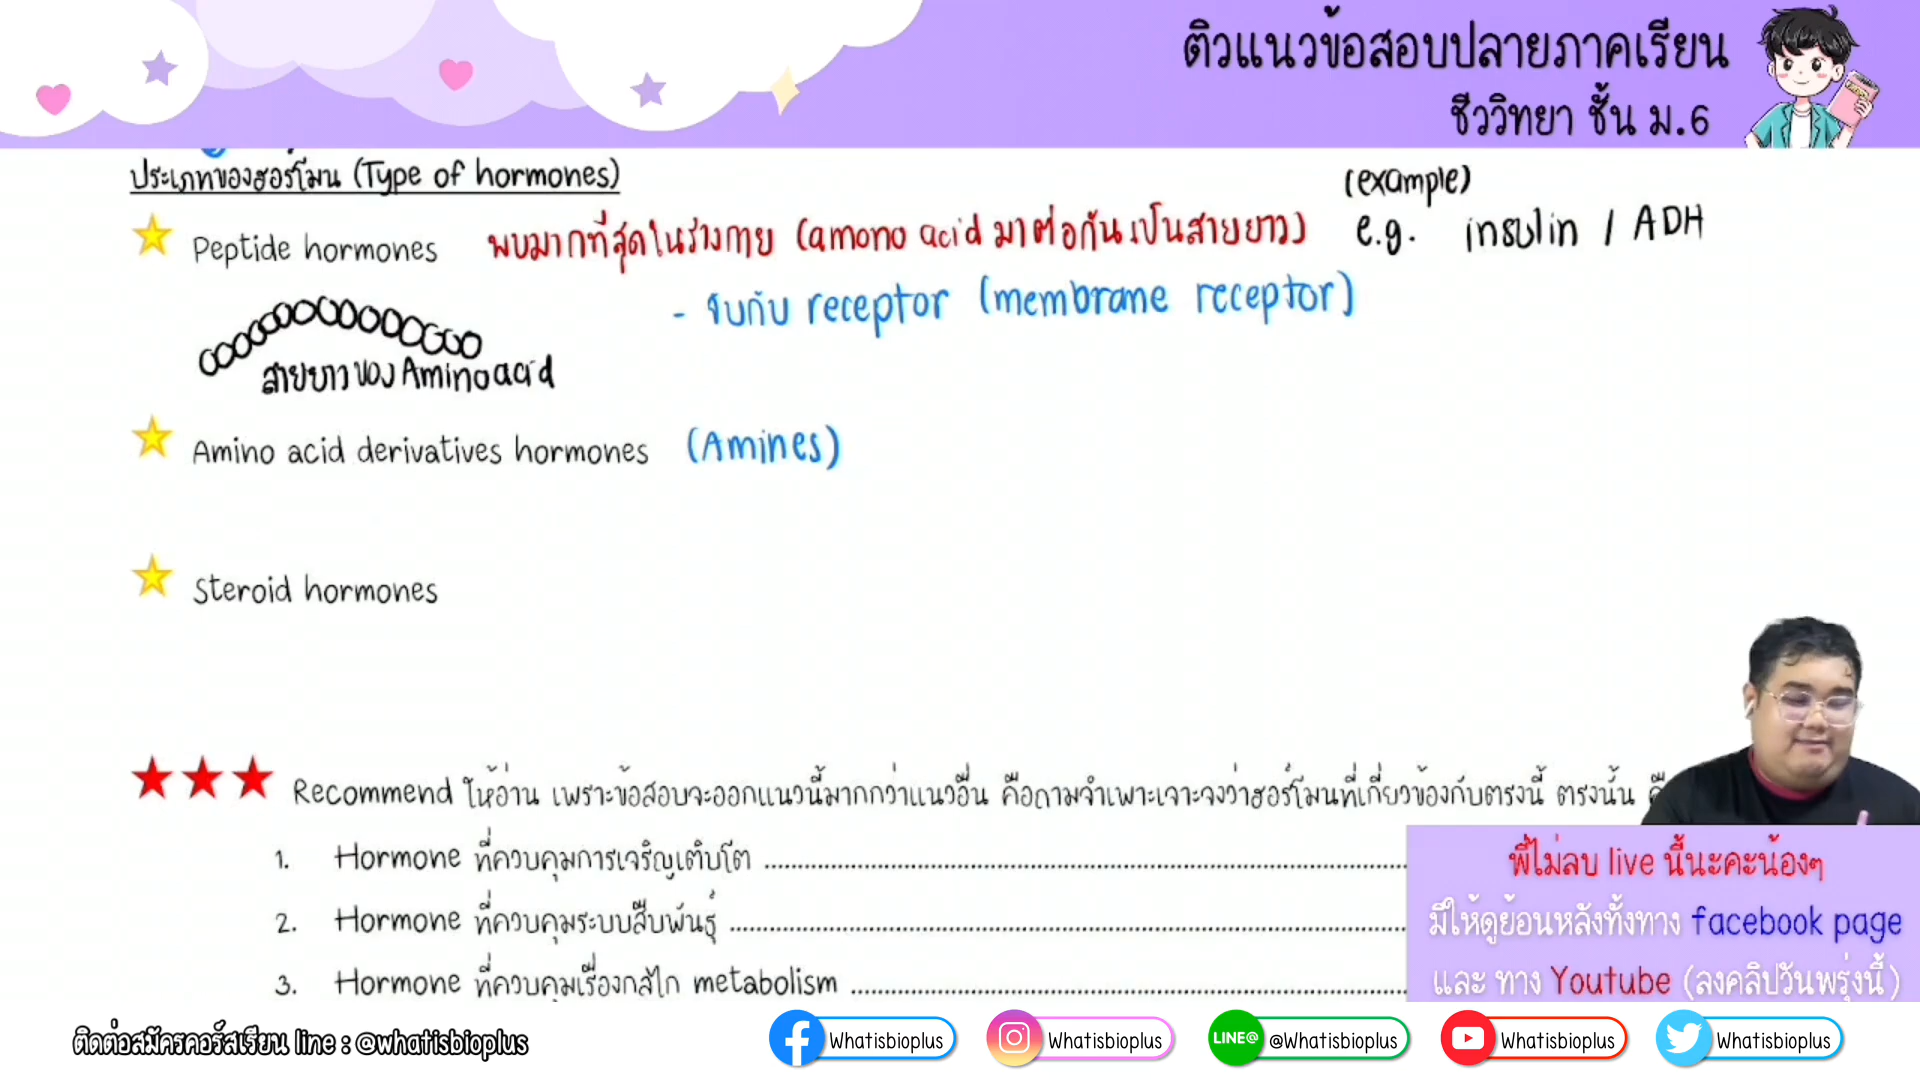 ติวแนวข้อสอบปลายภาคเรียน
ชีววิทยา ชั้น ม.6
ประเภทของฮอร์โมน (Type of hormones)
(example)
Peptide hormones พบมากที่สุดในร่างกาย (amono acid มาต่อกันเป็นสายยาว) e.g. insulin / ADH
- จับกับ receptor (membrane receptor)
สายยาวของ Amino acid
Amino acid derivatives hormones (Amines)
Steroid hormones
Recommend ให้อ่าน เพราะข้อสอบจะออกแนวนี้มากกว่าแนวอื่น คือถามจำเพาะเจาะจงว่าฮอร์โมนที่เกี่ยวข้องกับตรงนี้ ตรงนั้น
1. Hormone ที่ควบคุมการเจริญเติบโต
2. Hormone ที่ควบคุมระบบสืบพันธุ์
3. Hormone ที่ควบคุมเรื่องกลไก metabolism
พี่ไม่ลบ live นี้นะคะน้องๆ
มีให้ดูย้อนหลังทั้งทาง facebook page
และ ทาง Youtube (ลงคลิปวันพรุ่งนี้)
ติดต่อสมัครคอร์สเรียน line : @whatisbioplus
Whatisbioplus
Whatisbioplus
LINE@ @Whatisbioplus
Whatisbioplus
Whatisbioplus